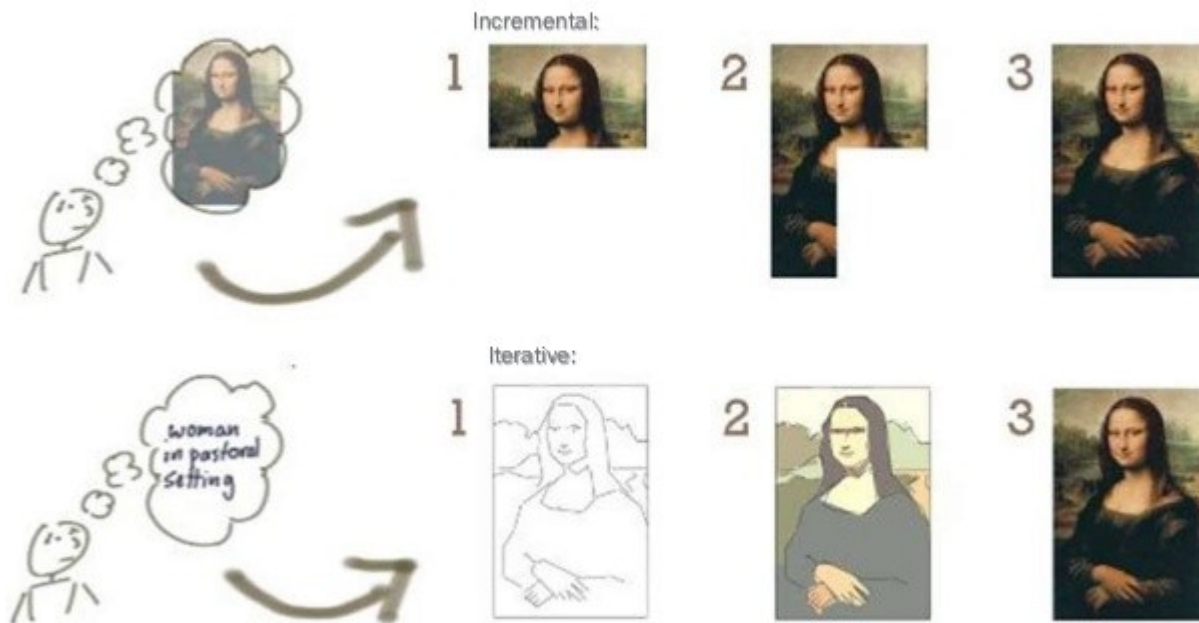 Incremental:
1 2 3
Iterative:
woman
in pastoral
setting
1 2 3